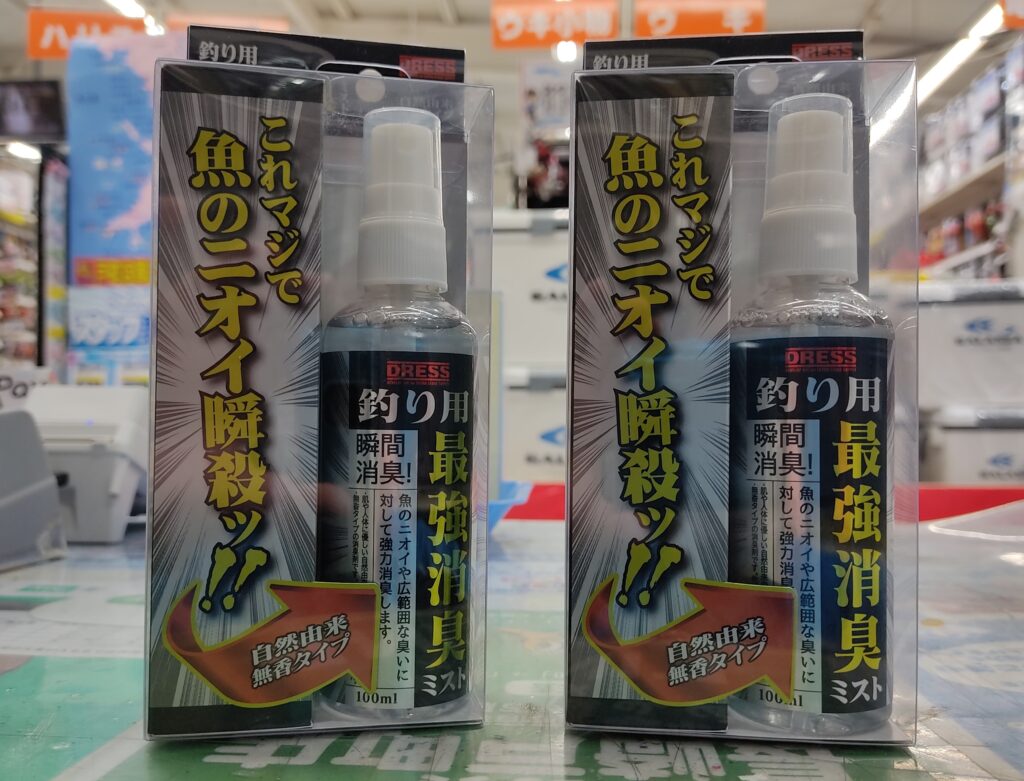 ウキ小物
ウキ
釣り用
DRESS
これマジで
魚のニオイ瞬殺ッ!!
DRESS
釣り用
最強消臭
ミスト
瞬間
消臭!
魚のニオイや広範囲な臭いに
対して強力消臭します。
自然由来
無香タイプ
100ml
釣り用
DRESS
これマジで
魚のニオイ瞬殺ッ!!
DRESS
釣り用
最強消臭
ミスト
瞬間
消臭!
魚のニオイや広範囲な臭いに
対して強力消臭
自然由来
無香タイプ
100ml